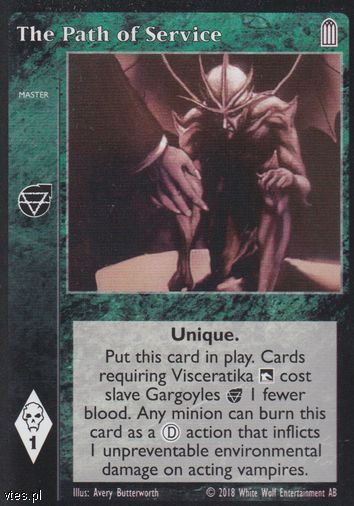 The Path of Service
MASTER
Unique.
Put this card in play. Cards
requiring Visceratika cost
slave Gargoyles 1 fewer
blood. Any minion can burn this
card as a D action that inflicts
1 unpreventable environmental
damage on acting vampires.
1
Illus: Avery Butterworth © 2018 White Wolf Entertainment AB
vtes.pl